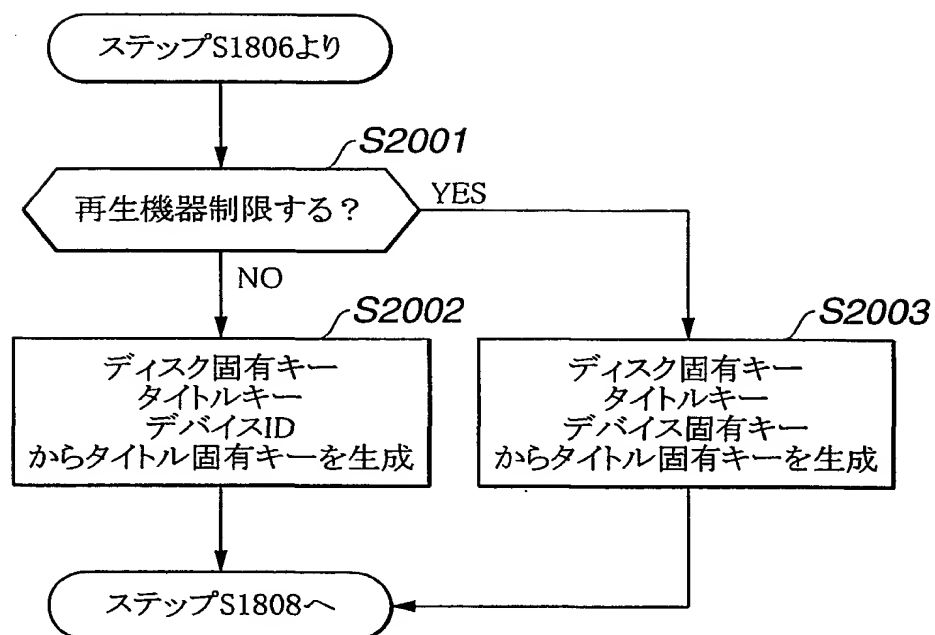 ステップS1806より
S2001
再生機器制限する？
YES
NO
S2002
ディスク固有キー
タイトルキー
デバイスID
からタイトル固有キーを生成
S2003
ディスク固有キー
タイトルキー
デバイス固有キー
からタイトル固有キーを生成
ステップS1808へ